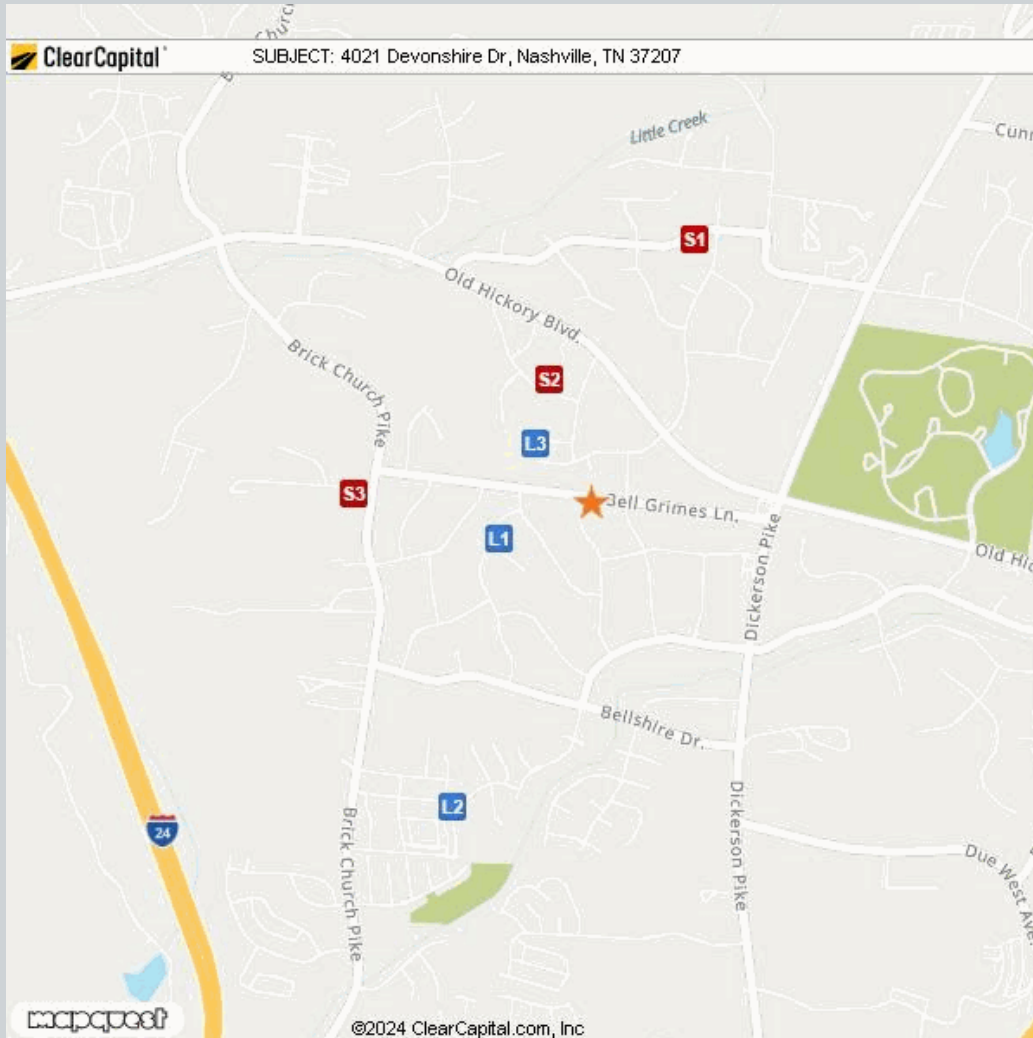 ClearCapital
SUBJECT: 4021 Devonshire Dr, Nashville, TN 37207
Little Creek
S1
Old Hickory Blvd.
Brick Church Pike
S2
L3
S3
Bell Grimes Ln.
L1
Dickerson Pike
Old Hic
Bellshire Dr.
L2
24
Brick Church Pike
Dickerson Pike
Due West Ave.
mapquest
©2024 ClearCapital.com, Inc